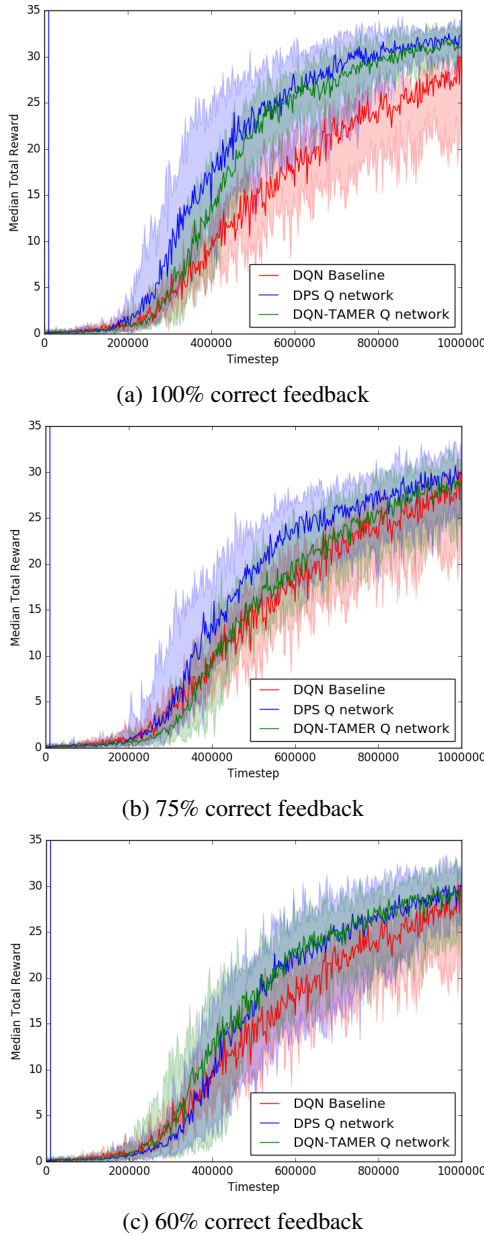 35
30
25
20
15
10
5
0
Median Total Reward
DQN Baseline
DPS Q network
DQN-TAMER Q network
0 200000 400000 600000 800000 1000000
Timestep
(a) 100% correct feedback
35
30
25
20
15
10
5
0
Median Total Reward
DQN Baseline
DPS Q network
DQN-TAMER Q network
0 200000 400000 600000 800000 1000000
Timestep
(b) 75% correct feedback
35
30
25
20
15
10
5
0
Median Total Reward
DQN Baseline
DPS Q network
DQN-TAMER Q network
0 200000 400000 600000 800000 1000000
Timestep
(c) 60% correct feedback